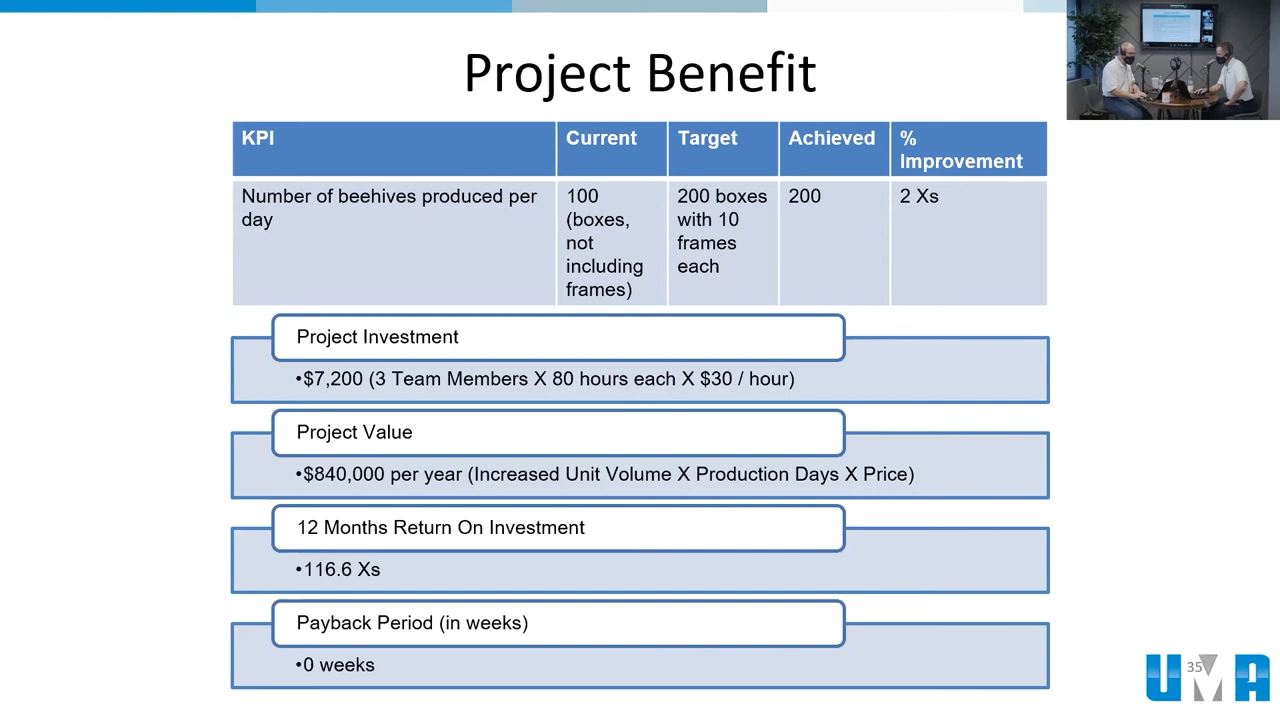 Project Benefit
KPI
Current
Target
Achieved
%
Improvement
Number of beehives produced per
day
100
(boxes,
not
including
frames)
200 boxes
with 10
frames
each
200
2 Xs
Project Investment
•$7,200 (3 Team Members X 80 hours each X $30 / hour)
Project Value
•$840,000 per year (Increased Unit Volume X Production Days X Price)
12 Months Return On Investment
•116.6 Xs
Payback Period (in weeks)
•0 weeks
35
UMA